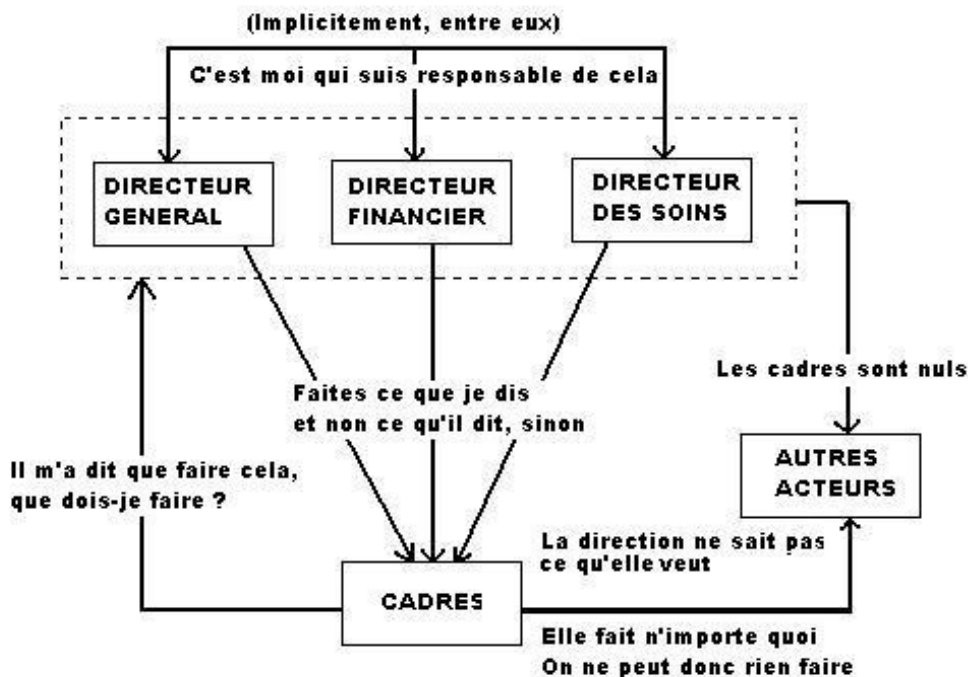 (Implicitement, entre eux)
C'est moi qui suis responsable de cela
DIRECTEUR
GENERAL
DIRECTEUR
FINANCIER
DIRECTEUR
DES SOINS
Les cadres sont nuls
Faites ce que je dis
et non ce qu'il dit, sinon
Il m'a dit que faire cela,
que dois-je faire ?
AUTRES
ACTEURS
La direction ne sait pas
ce qu'elle veut
CADRES
Elle fait n'importe quoi
On ne peut donc rien faire